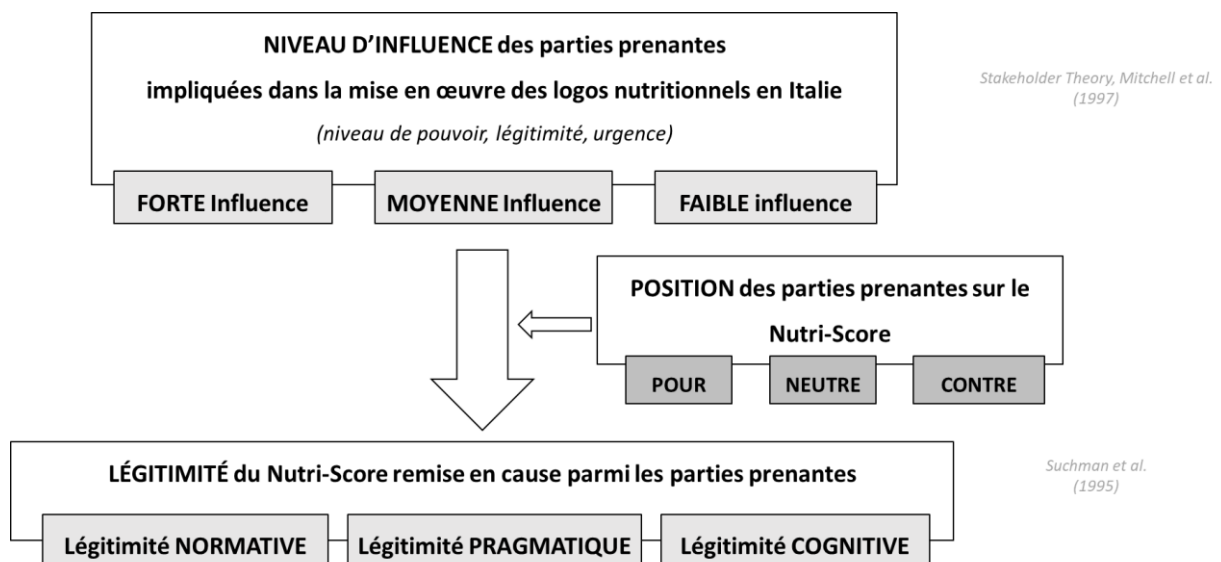 NIVEAU D’INFLUENCE des parties prenantes
impliquées dans la mise en œuvre des logos nutritionnels en Italie
(niveau de pouvoir, légitimité, urgence)
Stakeholder Theory, Mitchell et al.
(1997)
FORTE Influence
MOYENNE Influence
FAIBLE influence
POSITION des parties prenantes sur le
Nutri-Score
POUR
NEUTRE
CONTRE
LÉGITIMITÉ du Nutri-Score remise en cause parmi les parties prenantes
Suchman et al.
(1995)
Légitimité NORMATIVE
Légitimité PRAGMATIQUE
Légitimité COGNITIVE